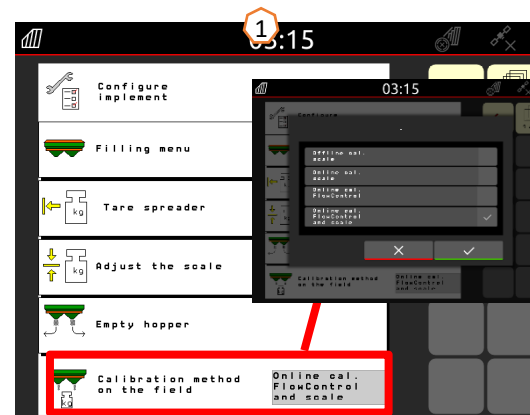 1
03:15
Configure
implement
Filling menu
kg
Tare spreader
kg
Adjust the scale
Empty hopper
kg
Calibration method
on the field
Online cal.
FlowControl
and scale
03:15
Configure
Offline cal.
scale
Online cal.
scale
Online cal.
FlowControl
Online cal.
FlowControl
and scale
Calibration method
on the field
Online cal.
FlowControl
and scale